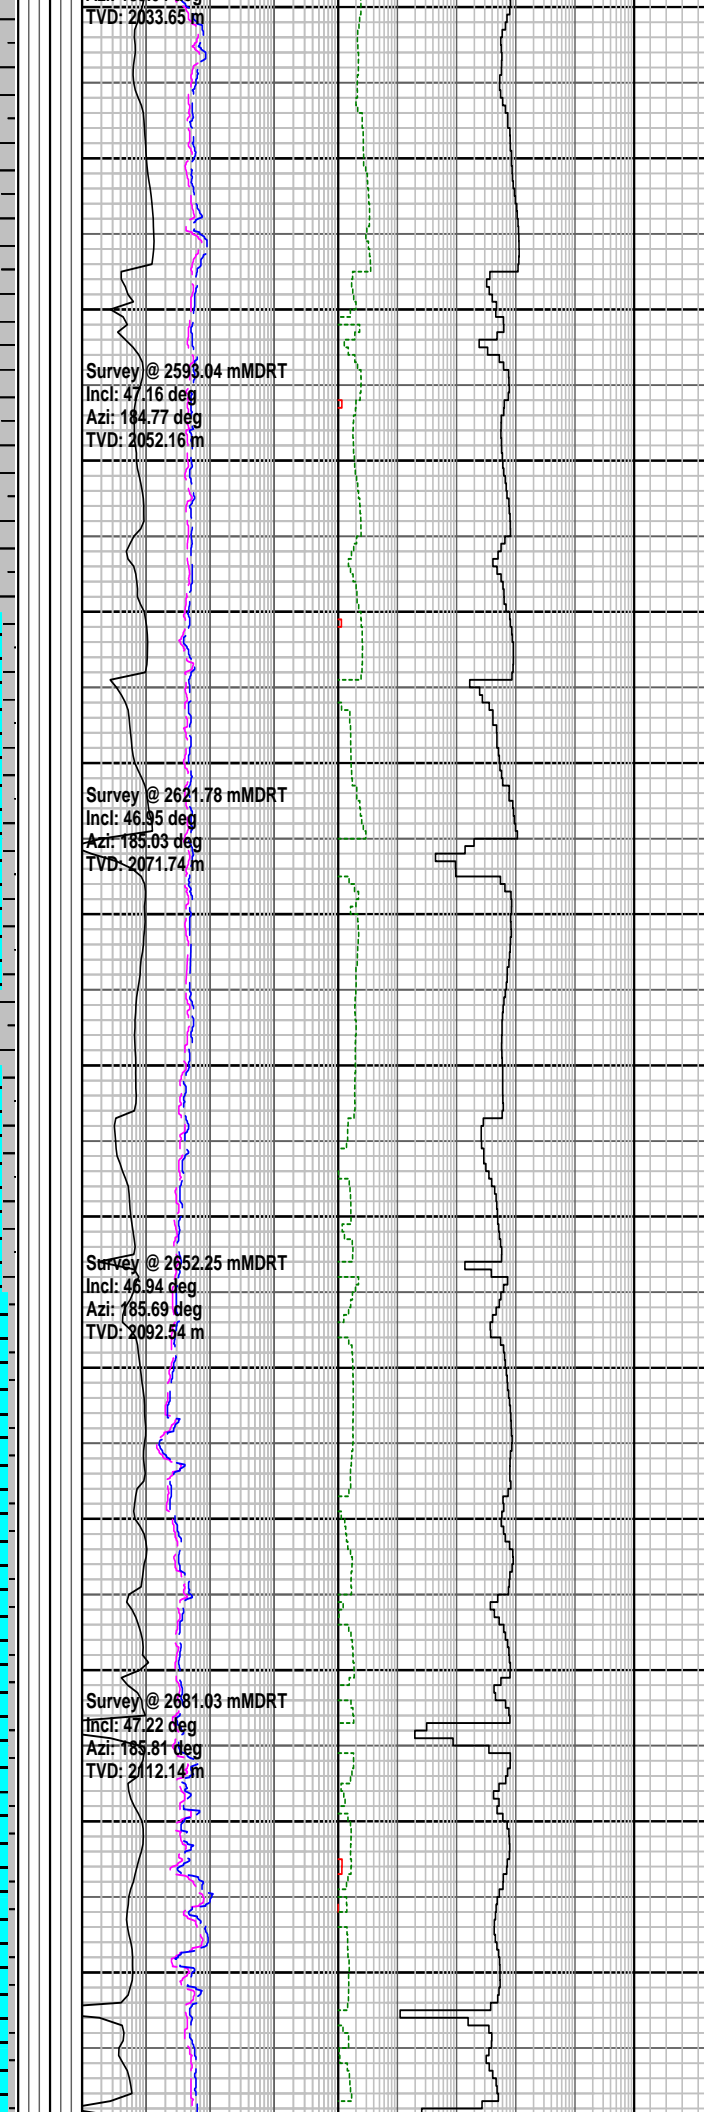 TVD: 2033.65 m
Survey @ 2593.04 mMDRT
Incl: 47.16 deg
Azi: 184.77 deg
TVD: 2052.16 m
Survey @ 2621.78 mMDRT
Incl: 46.95 deg
Azi: 185.03 deg
TVD: 2071.74 m
Survey @ 2652.25 mMDRT
Incl: 46.94 deg
Azi: 185.69 deg
TVD: 2092.54 m
Survey @ 2681.03 mMDRT
Incl: 47.22 deg
Azi: 185.81 deg
TVD: 2112.14 m